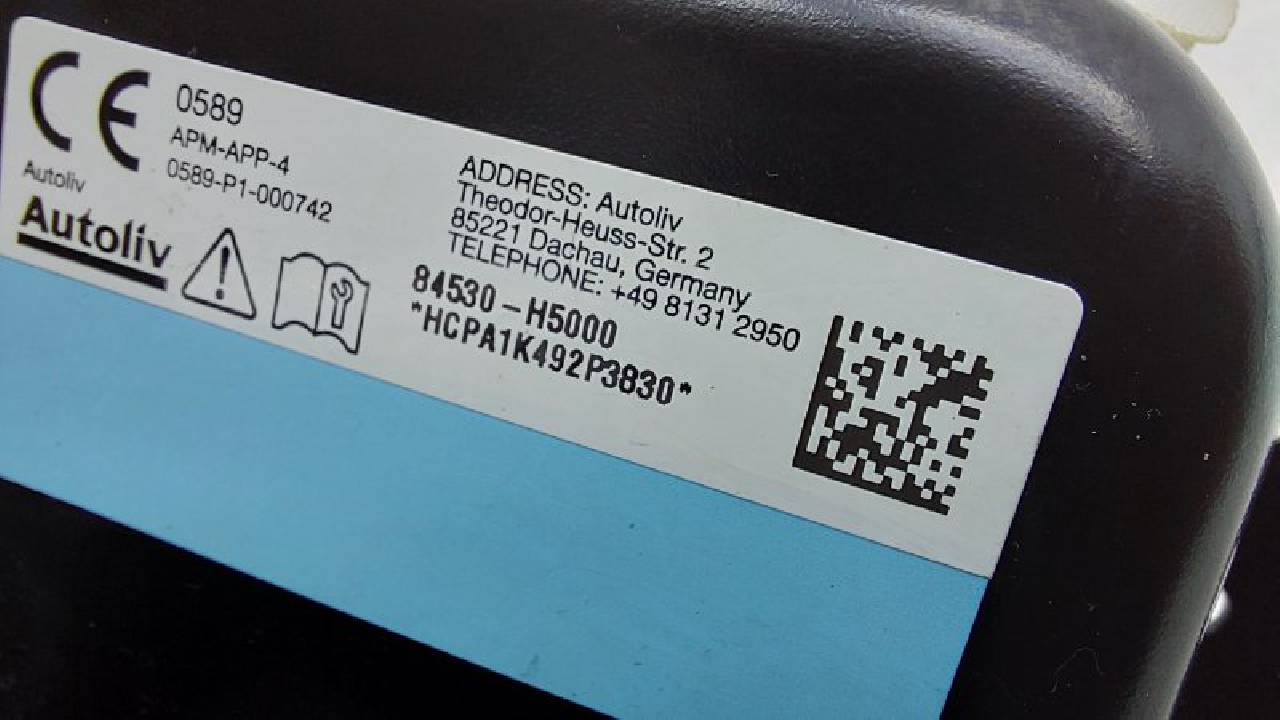 CE 0589
APM-APP-4
0589-P1-000742
Autoliv
Autoliv
ADDRESS: Autoliv
Theodor-Heuss-Str. 2
85221 Dachau, Germany
TELEPHONE: +49 8131 2950
84530-H5000
*HCPA1K492P3830*